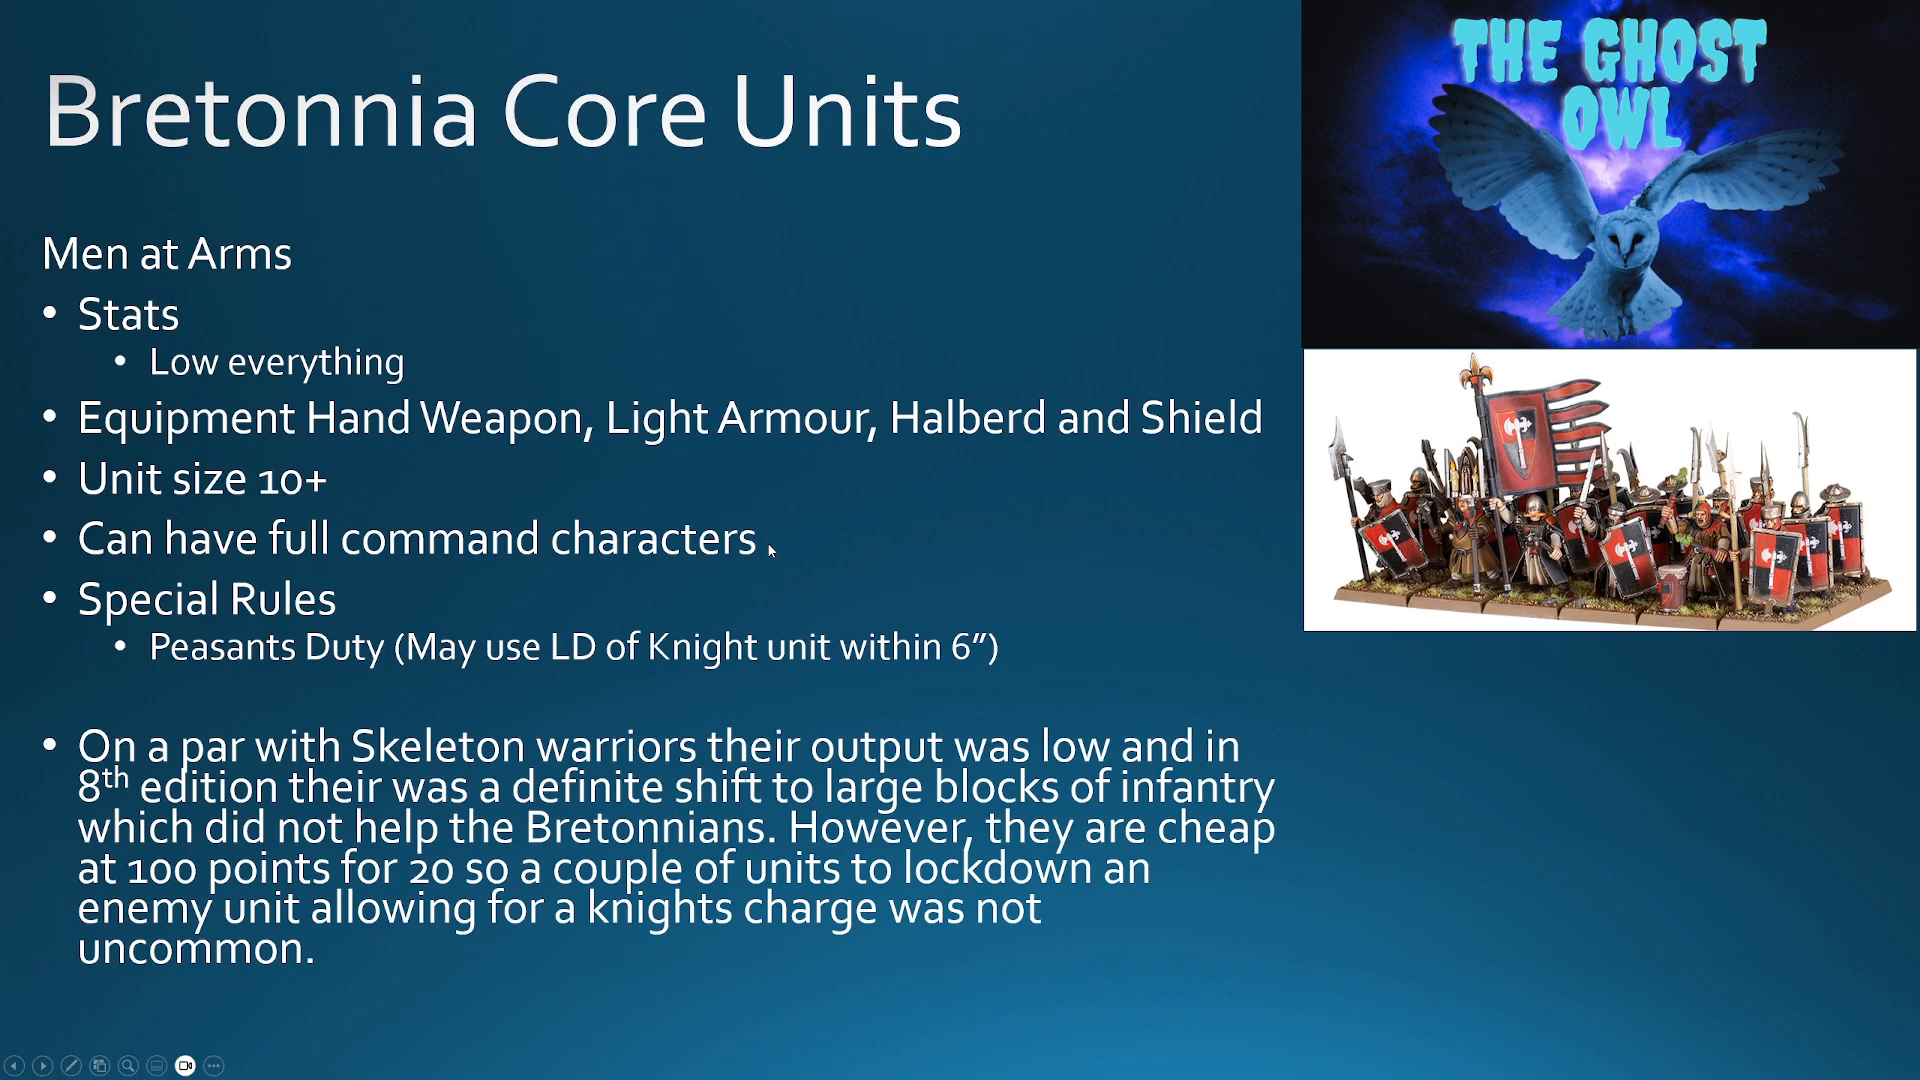 Bretonnia Core Units
THE GHOST
OWL
Men at Arms
• Stats
• Low everything
• Equipment Hand Weapon, Light Armour, Halberd and Shield
• Unit size 10+
• Can have full command characters
• Special Rules
• Peasants Duty (May use LD of Knight unit within 6”)
• On a par with Skeleton warriors their output was low and in
8th edition their was a definite shift to large blocks of infantry
which did not help the Bretonnians. However, they are cheap
at 100 points for 20 so a couple of units to lockdown an
enemy unit allowing for a knights charge was not
uncommon.